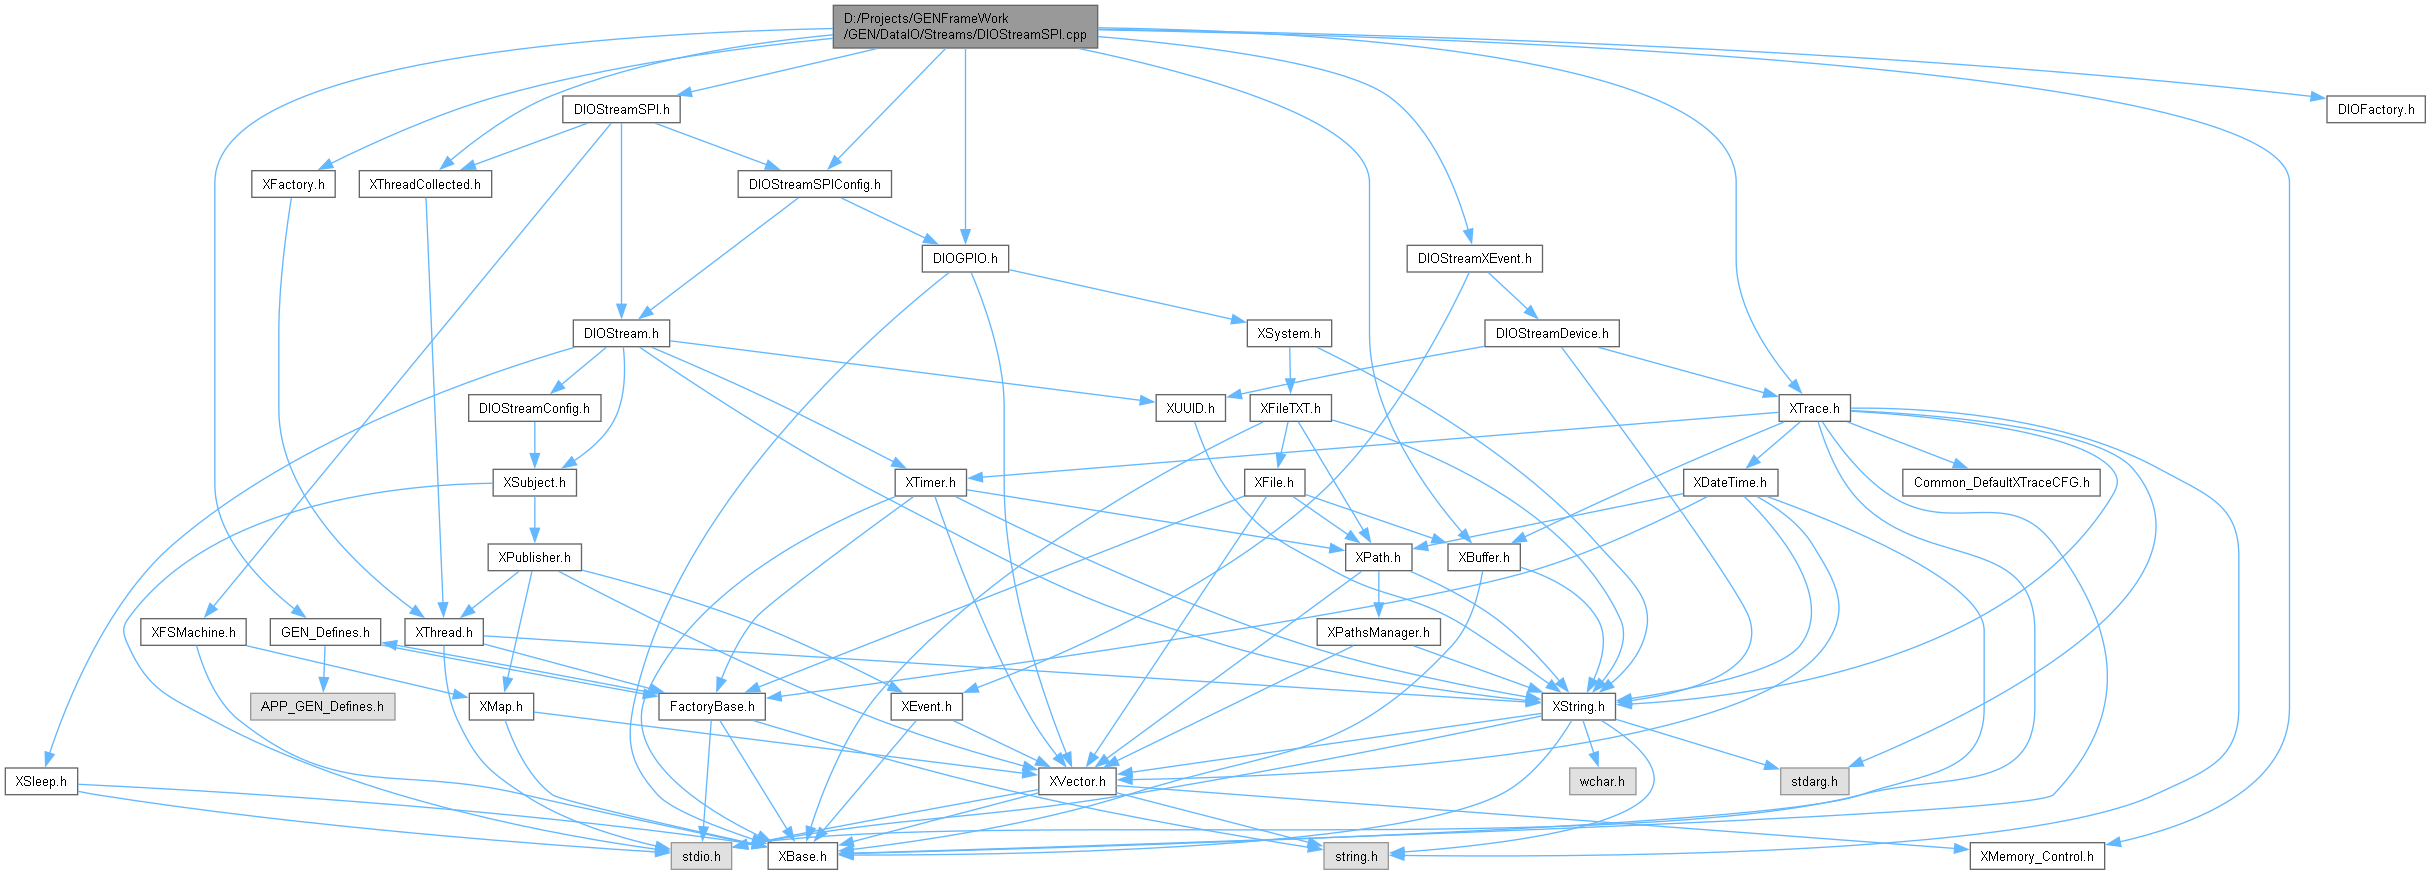 D:/Projects/GENFrameWork
/GEN/DataIO/Streams/DIOStreamSPI.cpp
DIOStreamSPI.h
DIOFactory.h
XFactory.h
XThreadCollected.h
DIOStreamSPIConfig.h
DIOGPIO.h
DIOStreamXEvent.h
DIOStream.h
XSystem.h
DIOStreamDevice.h
DIOStreamConfig.h
XUUID.h
XFileTXT.h
XTrace.h
XSubject.h
XTimer.h
XFile.h
XDateTime.h
Common_DefaultXTraceCFG.h
XPublisher.h
XPath.h
XBuffer.h
XFSMachine.h
GEN_Defines.h
XThread.h
XPathsManager.h
APP_GEN_Defines.h
XMap.h
FactoryBase.h
XEvent.h
XString.h
XSleep.h
XVector.h
wchar.h
stdarg.h
stdio.h
XBase.h
string.h
XMemory_Control.h